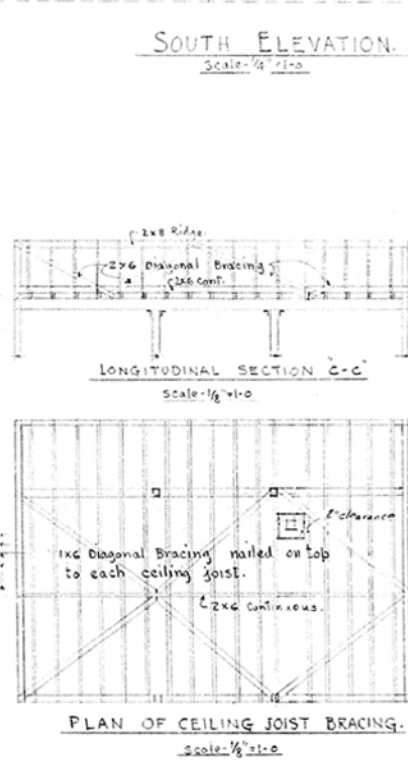 SOUTH ELEVATION.
Scale-1/4"=1-0
2x8 Ridge.
2x6 Diagonal Bracing
2x6 Cont.
LONGITUDINAL SECTION "C-C"
Scale-1/8"=1-0
2" clearance
1x6 Diagonal Bracing nailed on top
to each ceiling joist.
2x6 Continuous.
PLAN OF CEILING JOIST BRACING.
Scale-1/8"=1-0